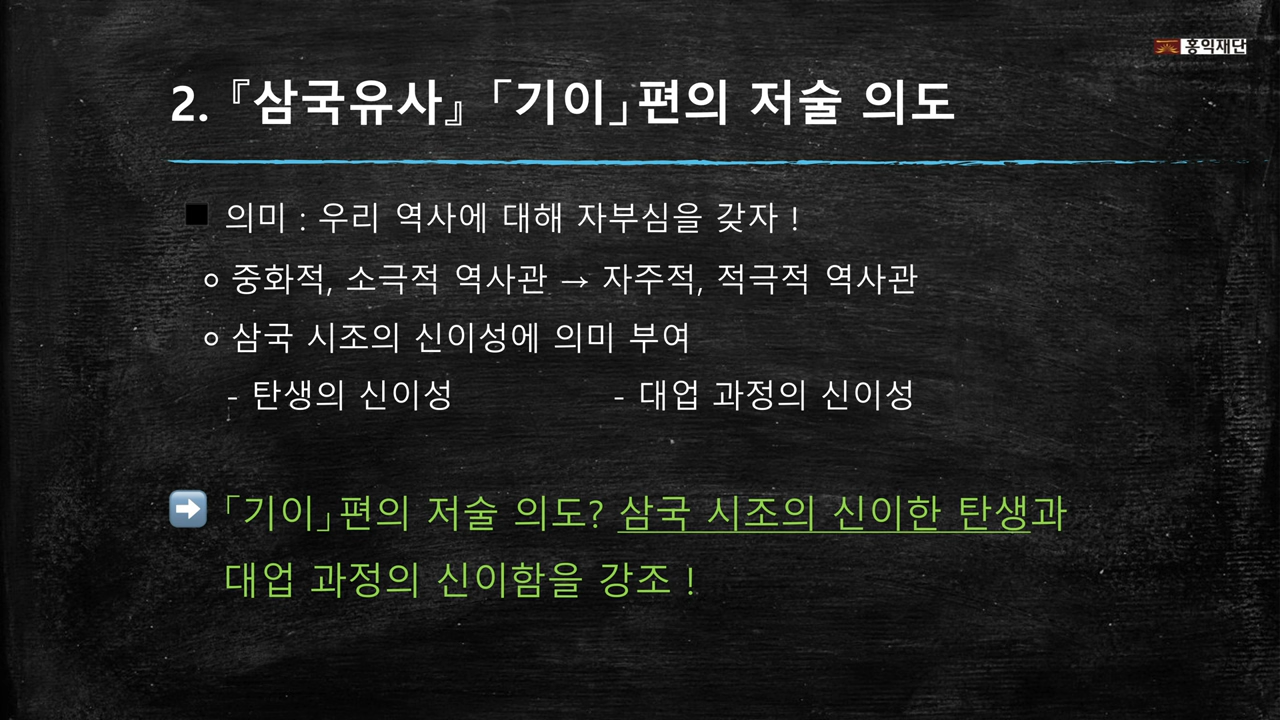 홍익재단
2. 『삼국유사』 「기이」편의 저술 의도
■ 의미 : 우리 역사에 대해 자부심을 갖자 !
○ 중화적, 소극적 역사관 → 자주적, 적극적 역사관
○ 삼국 시조의 신이성에 의미 부여
- 탄생의 신이성 - 대업 과정의 신이성
➡ 「기이」편의 저술 의도? 삼국 시조의 신이한 탄생과
대업 과정의 신이함을 강조 !